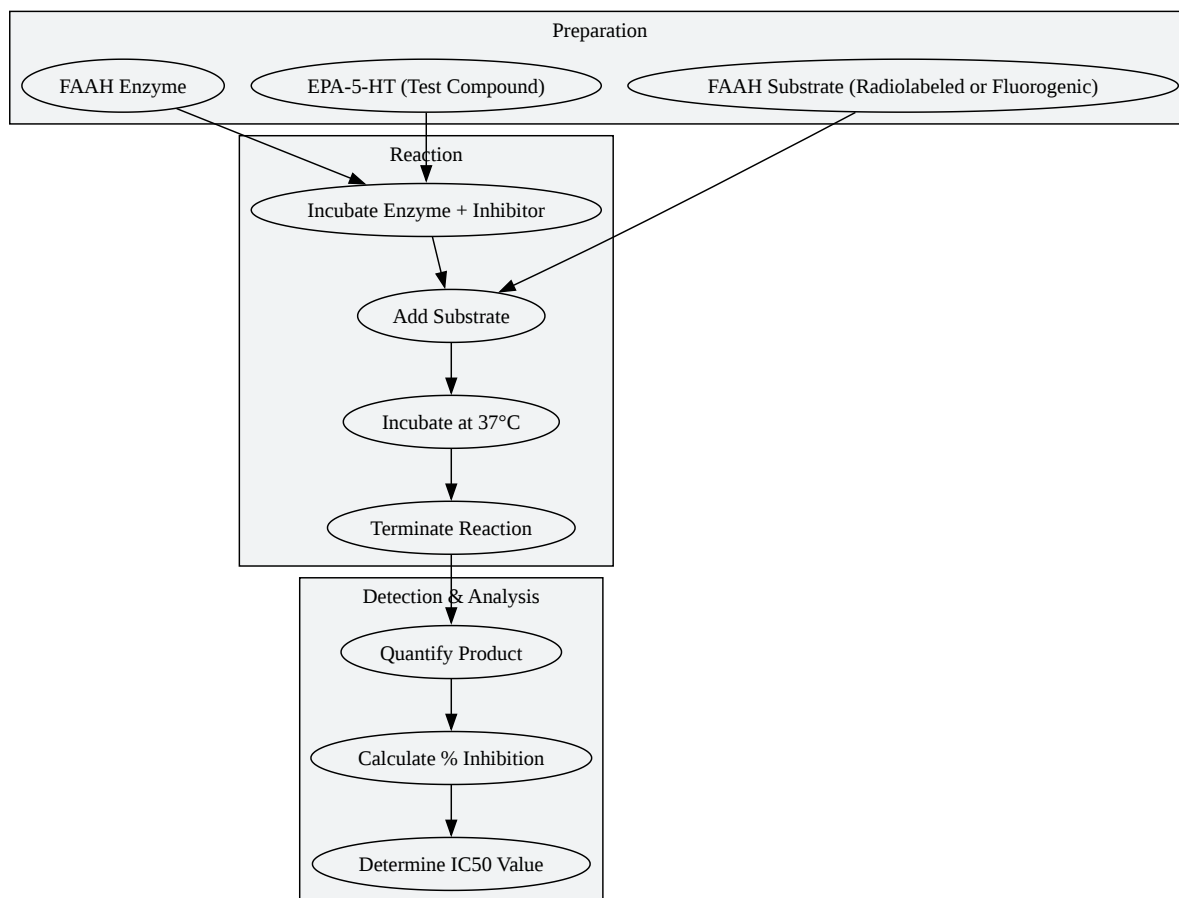 Preparation
FAAH Enzyme
EPA-5-HT (Test Compound)
FAAH Substrate (Radiolabeled or Fluorogenic)
Reaction
Incubate Enzyme + Inhibitor
Add Substrate
Incubate at 37°C
Terminate Reaction
Detection & Analysis
Quantify Product
Calculate % Inhibition
Determine IC50 Value